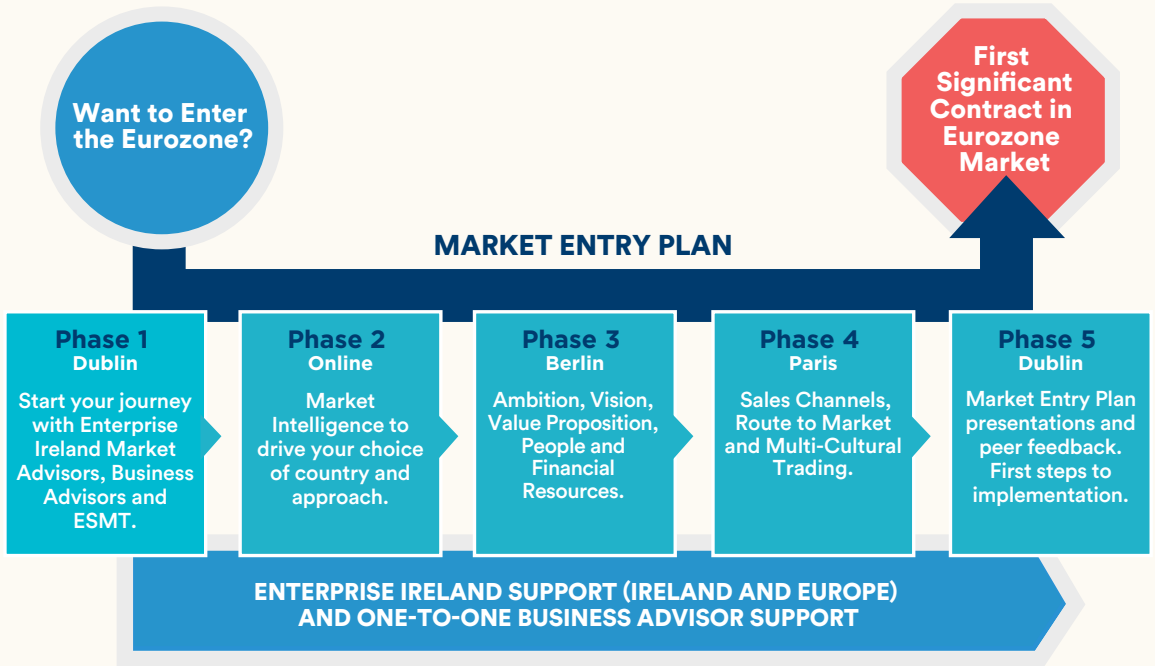 Want to Enter
the Eurozone?
First
Significant
Contract in
Eurozone
Market
MARKET ENTRY PLAN
Phase 1
Dublin
Start your journey
with Enterprise
Ireland Market
Advisors, Business
Advisors and
ESMT.
Phase 2
Online
Market
Intelligence to
drive your choice
of country and
approach.
Phase 3
Berlin
Ambition, Vision,
Value Proposition,
People and
Financial
Resources.
Phase 4
Paris
Sales Channels,
Route to Market
and Multi-Cultural
Trading.
Phase 5
Dublin
Market Entry Plan
presentations and
peer feedback.
First steps to
implementation.
ENTERPRISE IRELAND SUPPORT (IRELAND AND EUROPE)
AND ONE-TO-ONE BUSINESS ADVISOR SUPPORT